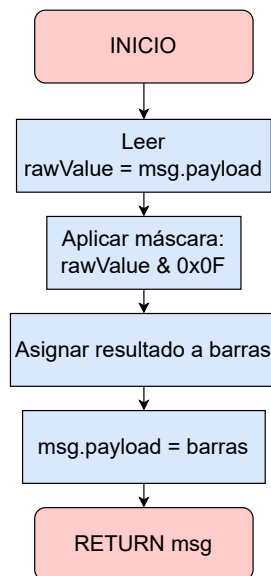 INICIO
Leer
rawValue = msg.payload
Aplicar máscara:
rawValue & 0x0F
Asignar resultado a barras
msg.payload = barras
RETURN msg